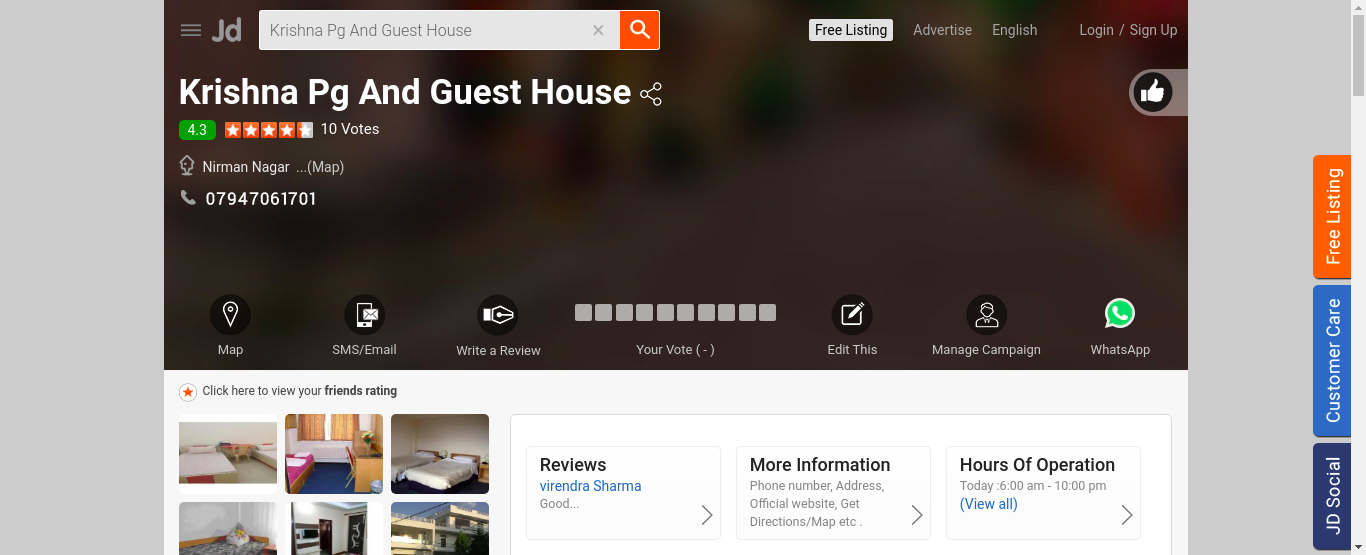 Jd
Krishna Pg And Guest House
Free Listing
Advertise
English
Login / Sign Up
Krishna Pg And Guest House
4.3
10 Votes
Nirman Nagar ...(Map)
07947061701
Map
SMS/Email
Write a Review
Your Vote ( - )
Edit This
Manage Campaign
WhatsApp
Click here to view your friends rating
Reviews
virendra Sharma
Good...
More Information
Phone number, Address,
Official website, Get
Directions/Map etc .
Hours Of Operation
Today :6:00 am - 10:00 pm
(View all)
Free Listing
Customer Care
JD Social